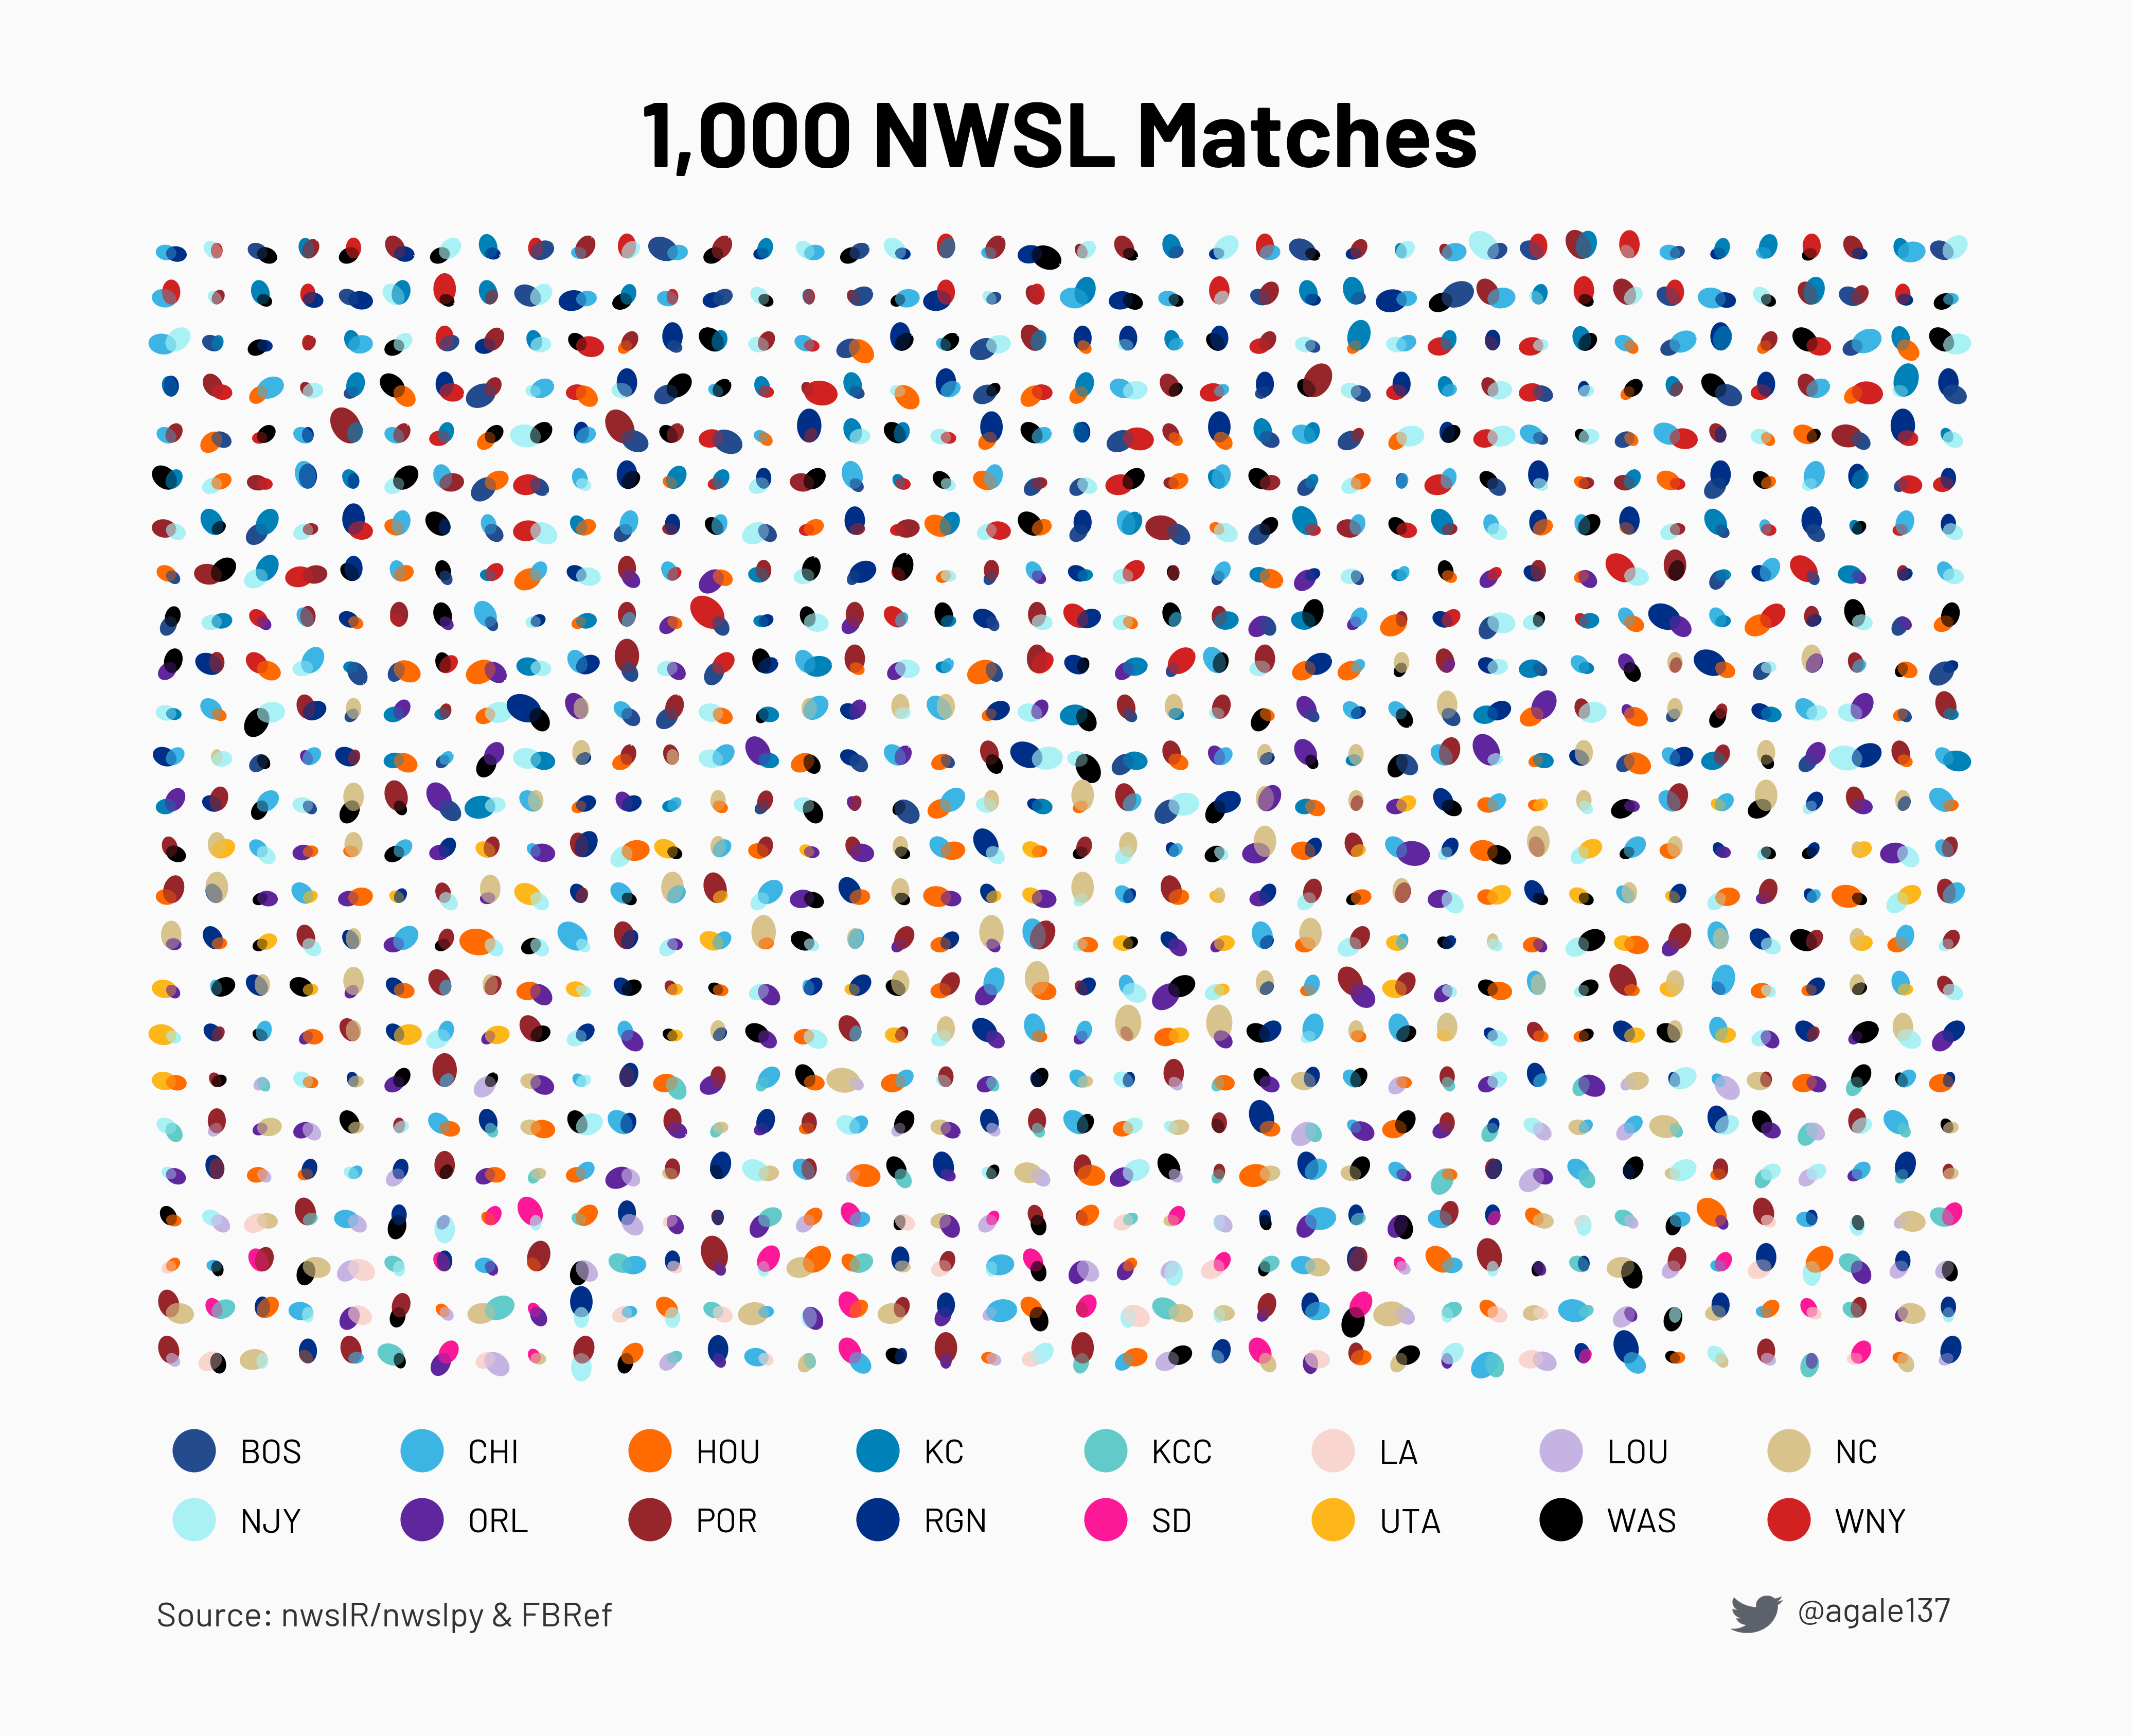 1,000 NWSL Matches
BOS CHI HOU KC KCC LA LOU NC
NJY ORL POR RGN SD UTA WAS WNY
Source: nwslR/nwslpy & FBRef @agale137